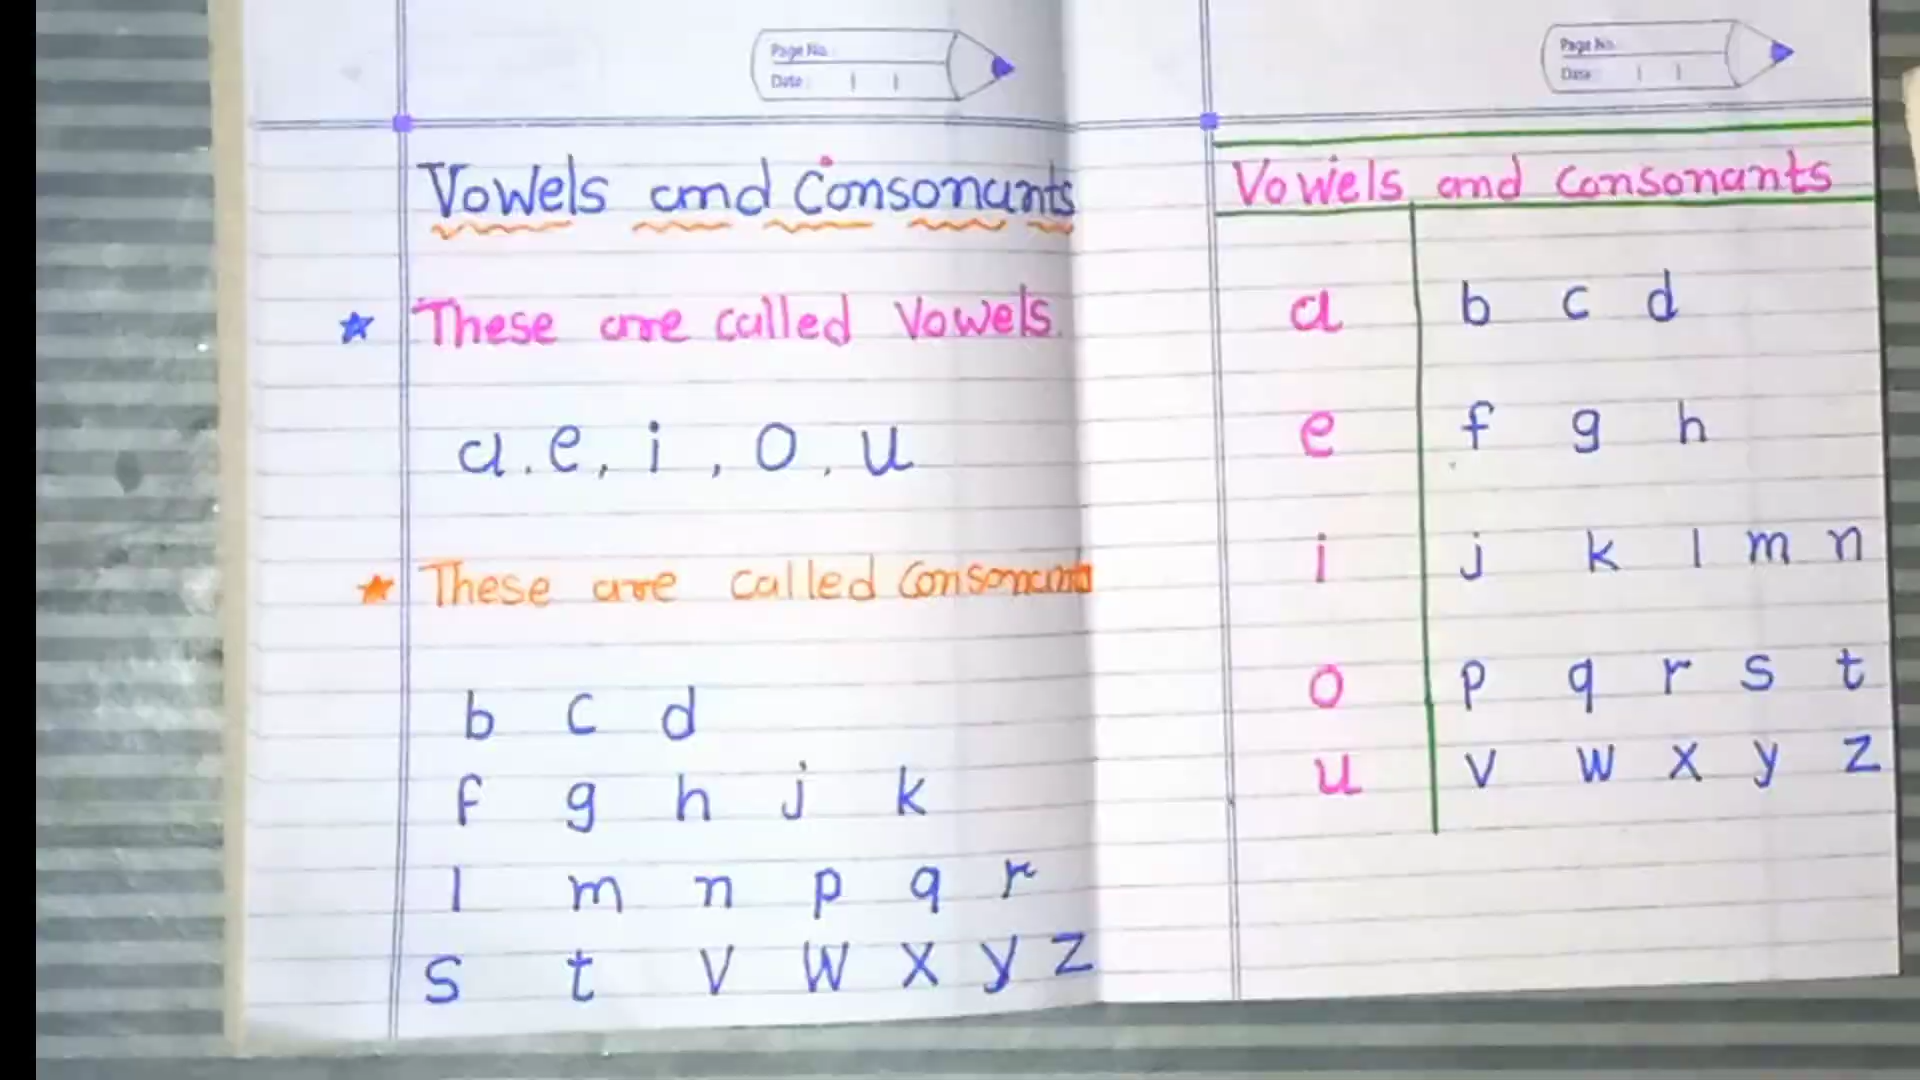 Page No.
Date:
Vowels and Consonants
★ These are called Vowels.
a, e, i, o, u
★ These are called Consonants
b c d
f g h j k
l m n p q r
s t v w x y z
Page No.
Date:
Vowels and Consonants
a b c d
e f g h
i j k l m n
o p q r s t
u v w x y z